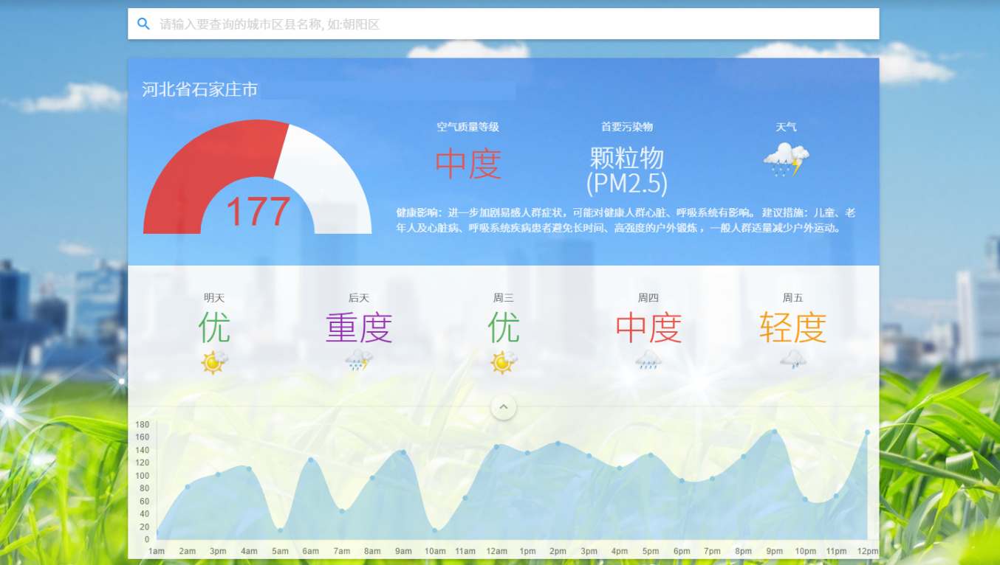 请输入要查询的城市区县名称, 如:朝阳区
河北省石家庄市
空气质量等级
首要污染物
天气
中度
颗粒物
(PM2.5)
177
健康影响：进一步加剧易感人群症状，可能对健康人群心脏、呼吸系统有影响。 建议措施：儿童、老
年人及心脏病、呼吸系统疾病患者避免长时间、高强度的户外锻炼 ，一般人群适量减少户外运动。
明天
后天
周三
周四
周五
优
重度
优
中度
轻度
180
160
140
120
100
80
60
40
20
0
1am 2am 3pm 4am 5am 6am 7am 8am 9am 10am 11am 12am 1pm 2pm 3pm 4pm 5pm 6pm 7pm 8pm 9pm 10pm 11pm 12pm